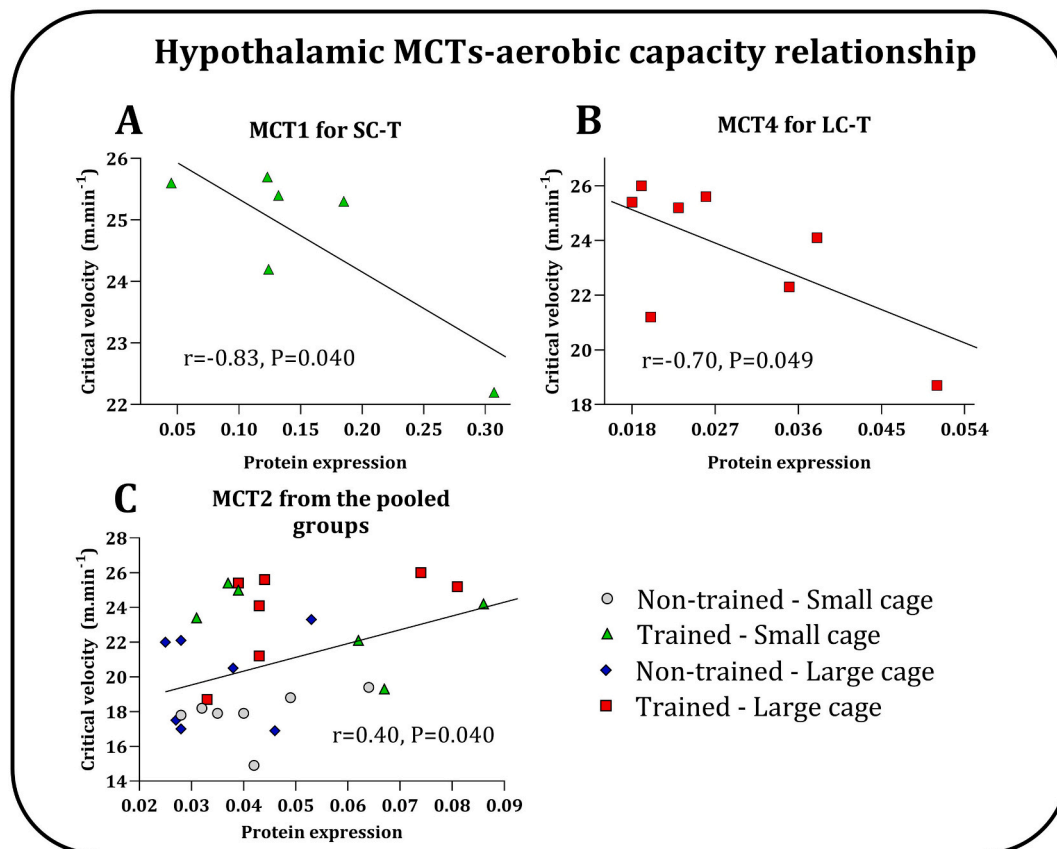 Hypothalamic MCTs-aerobic capacity relationship
A
MCT1 for SC-T
Critical velocity (m.min⁻¹)
26
25
24
23
22
r=-0.83, P=0.040
0.05 0.10 0.15 0.20 0.25 0.30
Protein expression
B
MCT4 for LC-T
Critical velocity (m.min⁻¹)
26
24
22
20
18
r=-0.70, P=0.049
0.018 0.027 0.036 0.045 0.054
Protein expression
C
MCT2 from the pooled
groups
Critical velocity (m.min⁻¹)
28
26
24
22
20
18
16
14
r=0.40, P=0.040
0.02 0.03 0.04 0.05 0.06 0.07 0.08 0.09
Protein expression
Non-trained - Small cage
Trained - Small cage
Non-trained - Large cage
Trained - Large cage